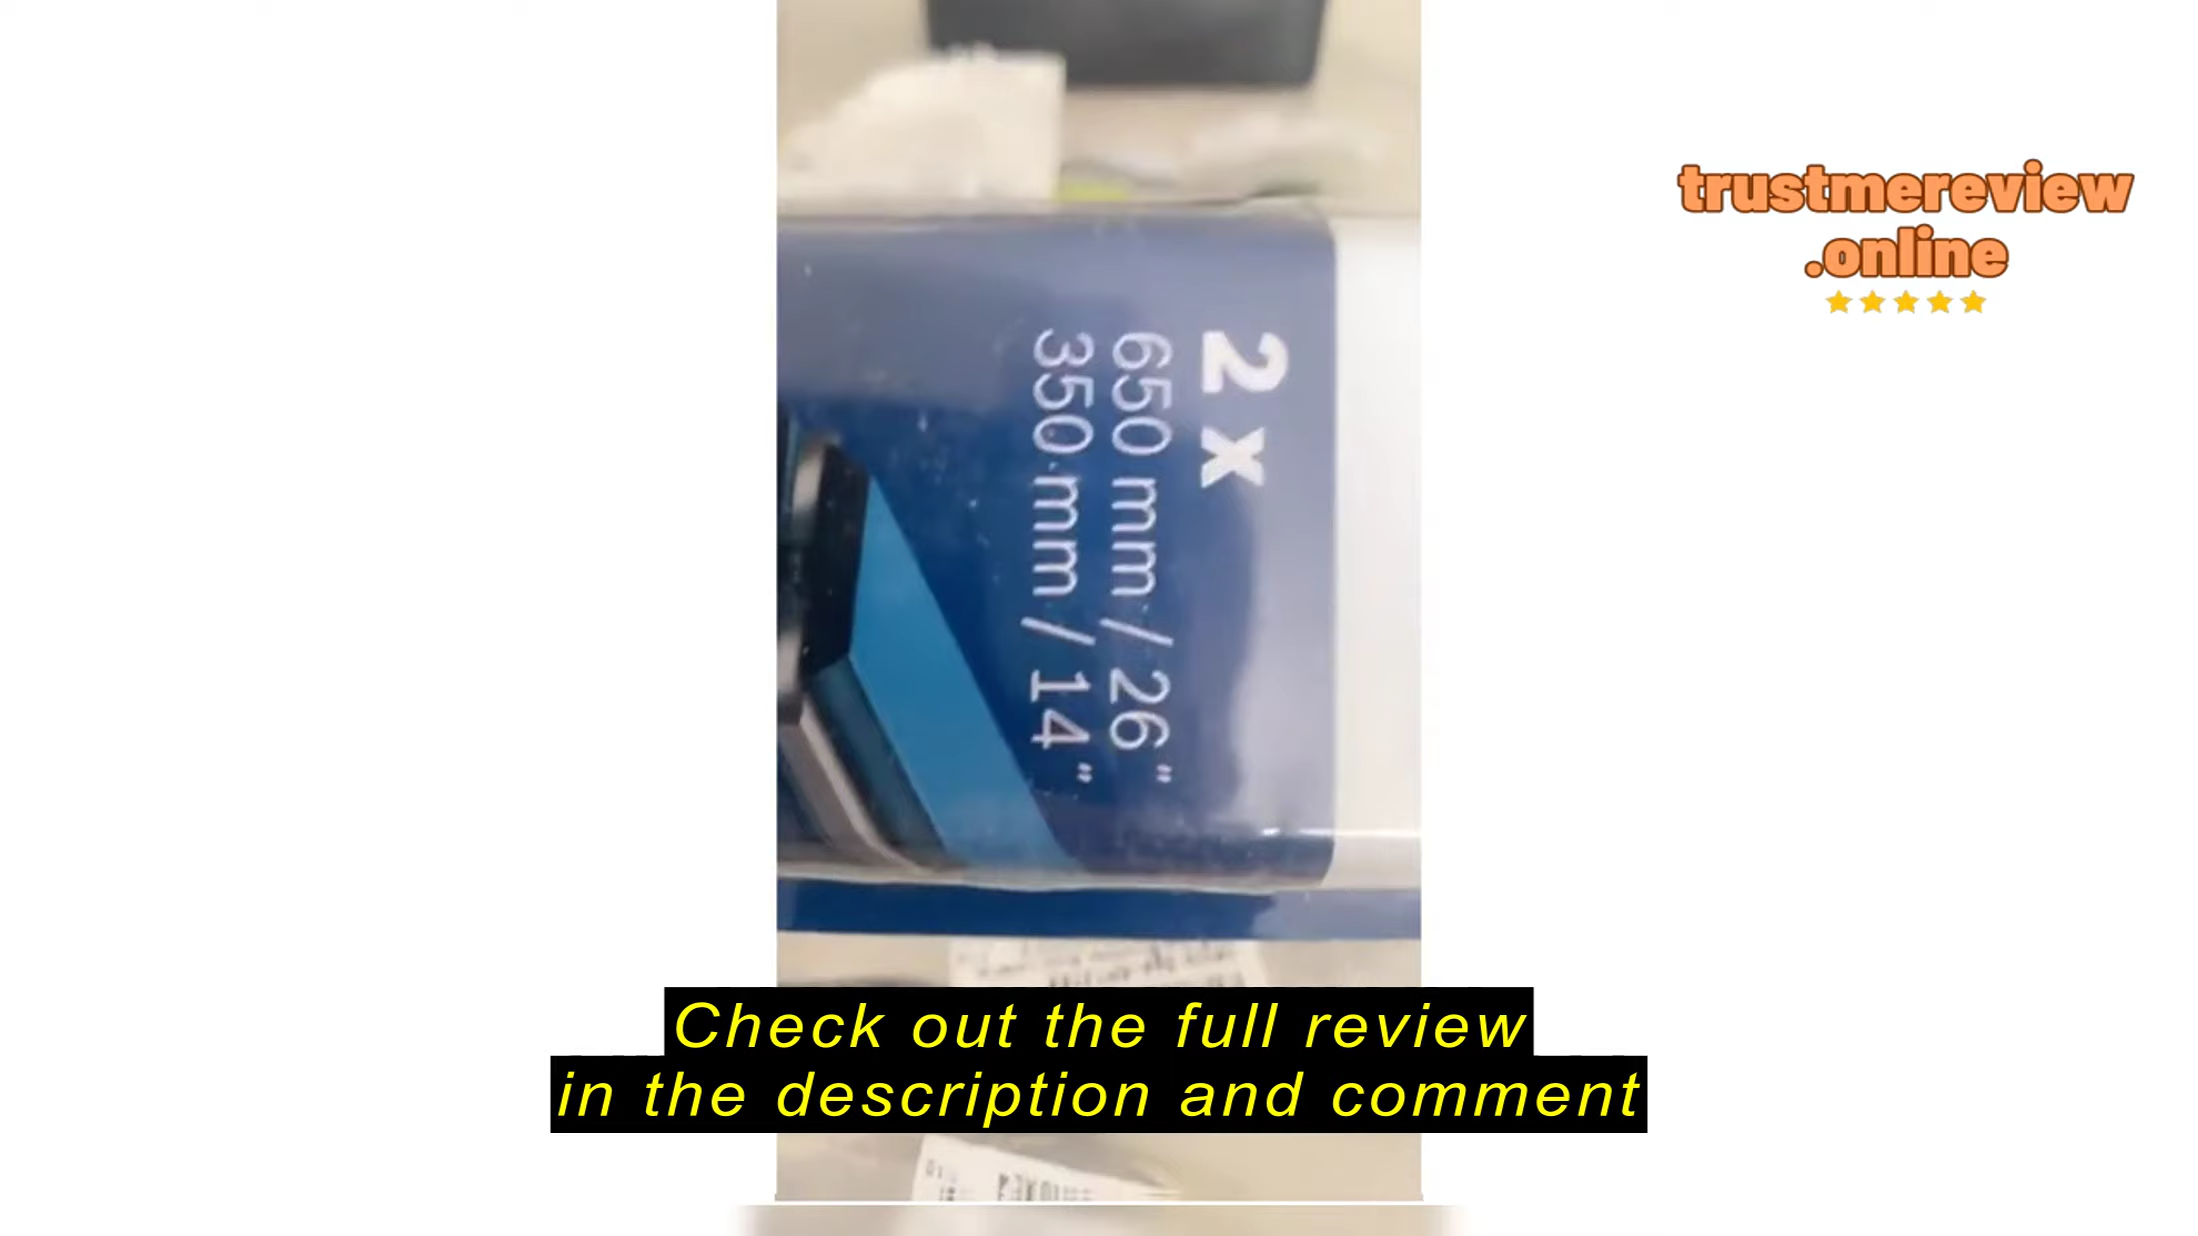 trustmereview
.online
2 x
650 mm / 26"
350 mm / 14"
Check out the full review
in the description and comment